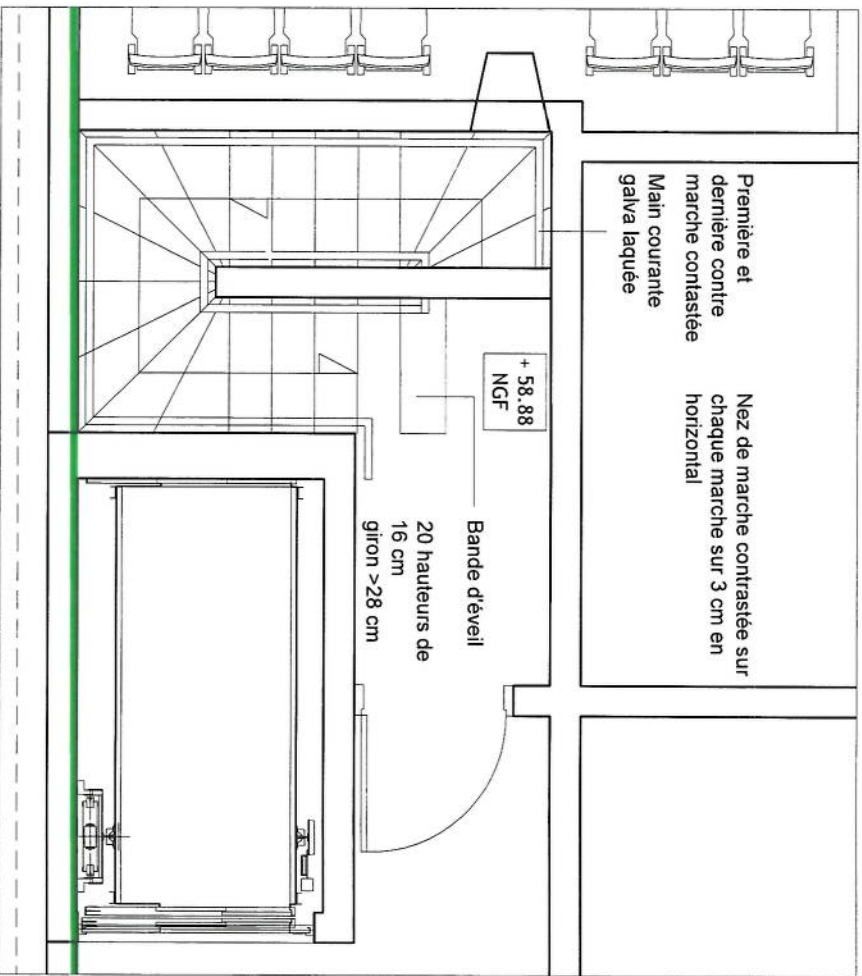 Première et
dernière contre
marche contastée
Main courante
galva laquée
Nez de marche contrastée sur
chaque marche sur 3 cm en
horizontal
+ 58.88
NGF
Bande d'éveil
20 hauteurs de
16 cm
giron >28 cm